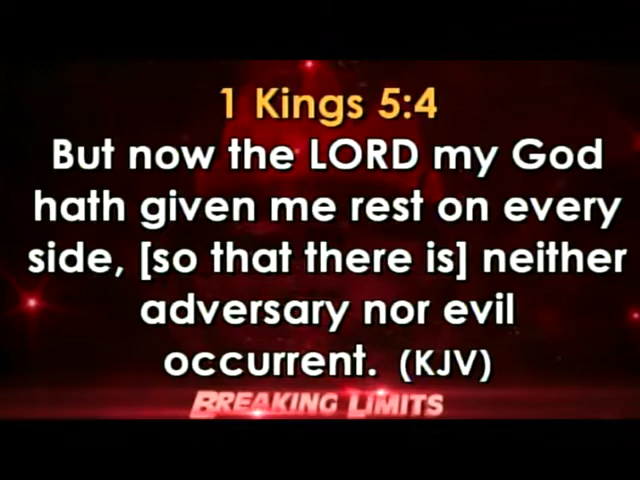 1 Kings 5:4
But now the LORD my God
hath given me rest on every
side, [so that there is] neither
adversary nor evil
occurrent. (KJV)
BREAKING LIMITS